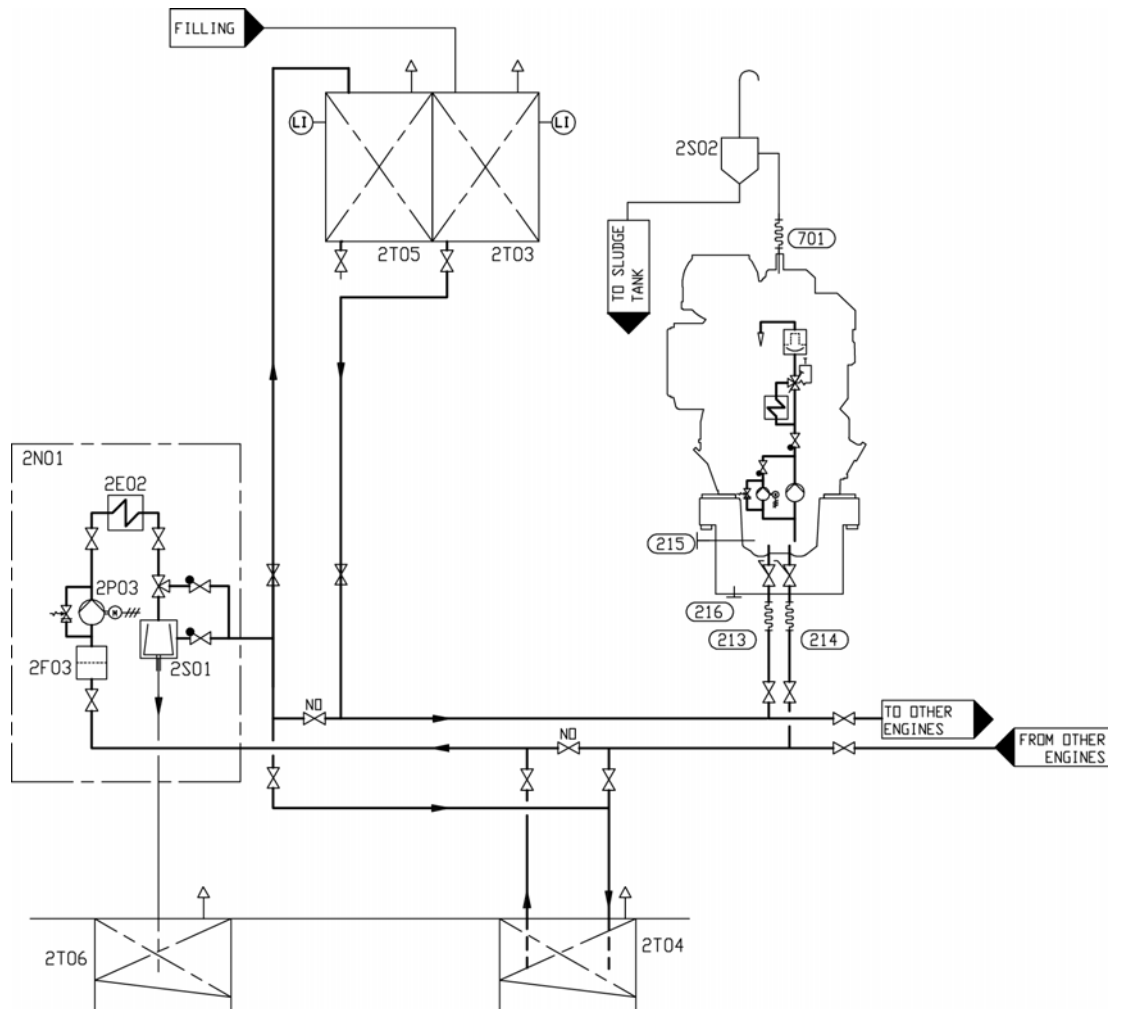 FILLING
LI
LI
2T05
2T03
2S02
701
TO SLUDGE
TANK
2N01
2E02
2P03
2F03
2S01
215
216
213
214
NO
TO OTHER
ENGINES
NO
FROM OTHER
ENGINES
2T06
2T04